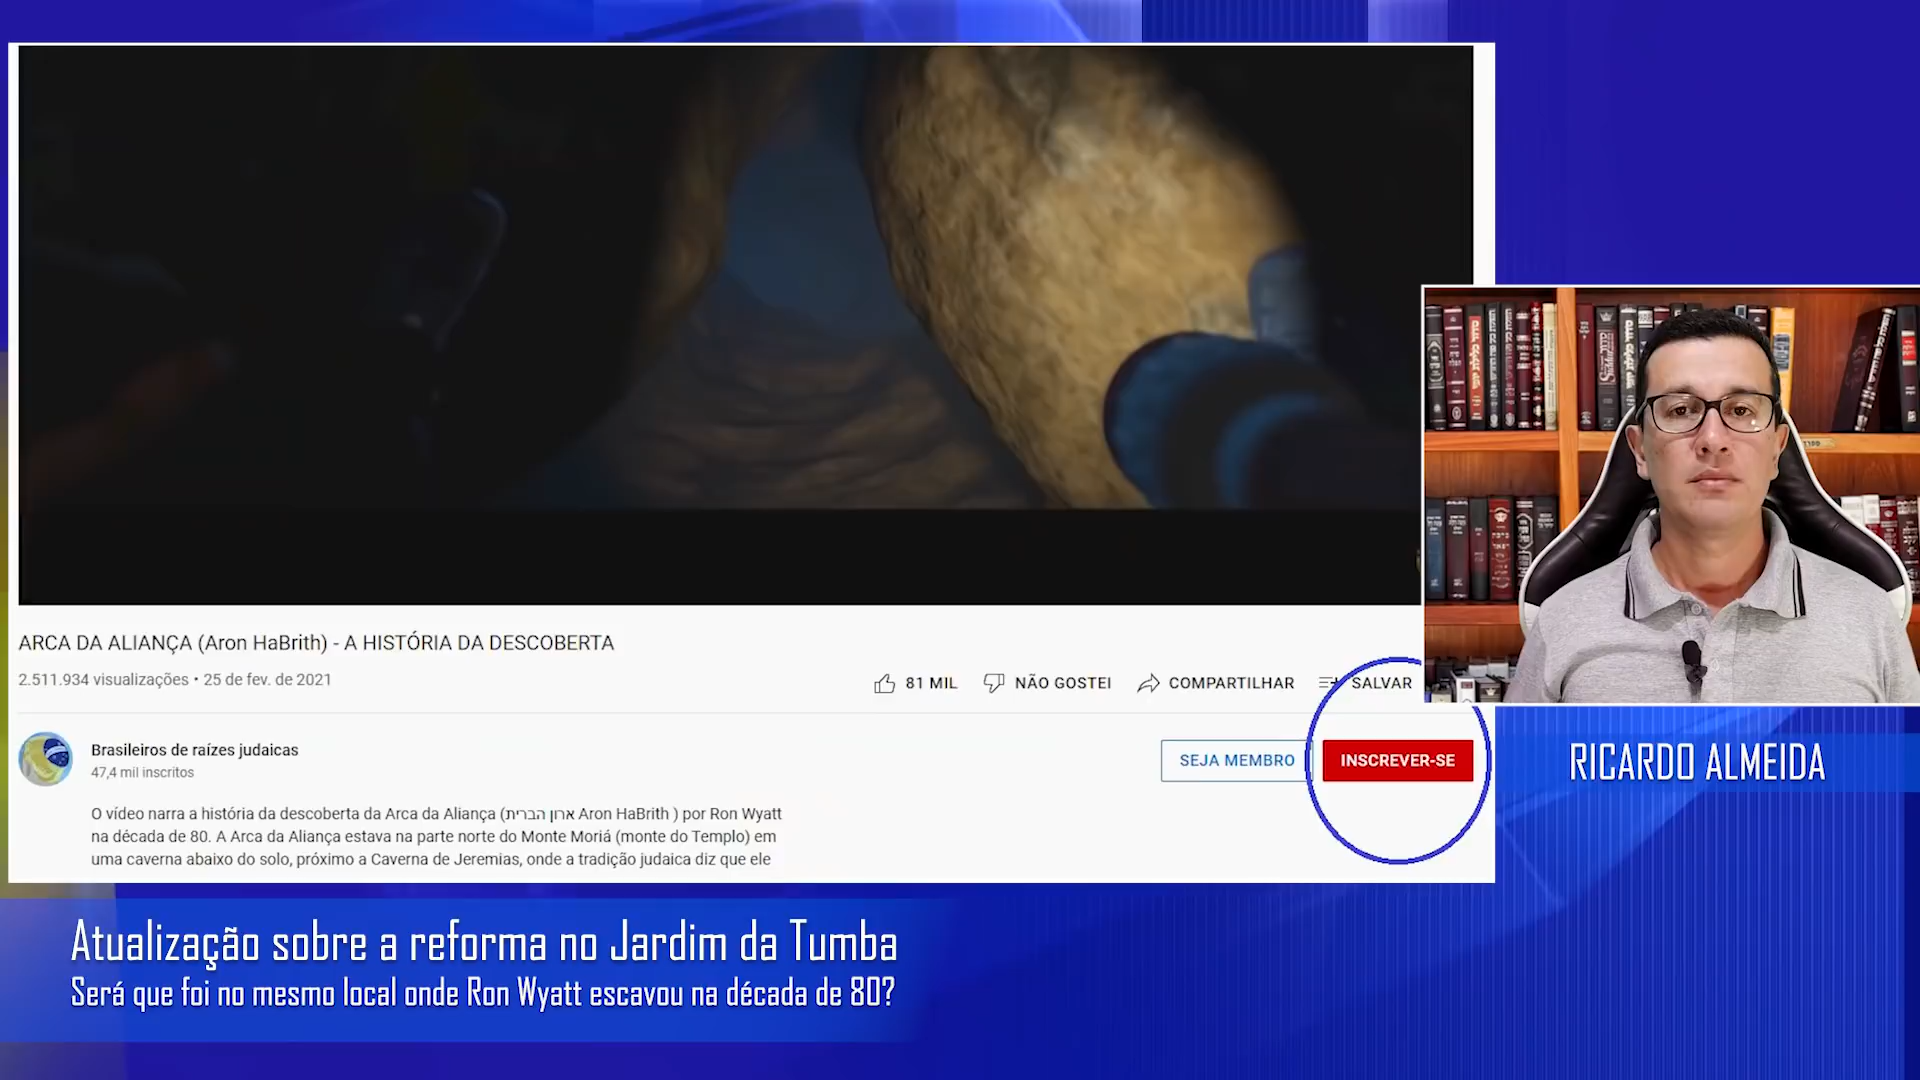 ARCA DA ALIANÇA (Aron HaBrith) - A HISTÓRIA DA DESCOBERTA
2.511.934 visualizações • 25 de fev. de 2021
81 MIL
NÃO GOSTEI
COMPARTILHAR
SALVAR
Brasileiros de raízes judaicas
47,4 mil inscritos
SEJA MEMBRO
INSCREVER-SE
O vídeo narra a história da descoberta da Arca da Aliança (ארון הברית Aron HaBrith ) por Ron Wyatt
na década de 80. A Arca da Aliança estava na parte norte do Monte Moriá (monte do Templo) em
uma caverna abaixo do solo, próximo a Caverna de Jeremias, onde a tradição judaica diz que ele
RICARDO ALMEIDA
Atualização sobre a reforma no Jardim da Tumba
Será que foi no mesmo local onde Ron Wyatt escavou na década de 80?